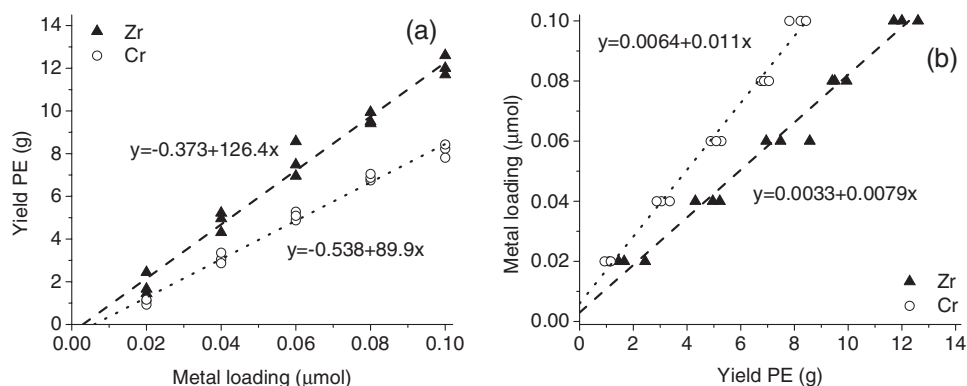 (a)
Zr
Cr
y=-0.373+126.4x
y=-0.538+89.9x
14
12
10
8
6
4
2
0
0.00 0.02 0.04 0.06 0.08 0.10
Yield PE (g)
Metal loading (μmol)
(b)
y=0.0064+0.011x
y=0.0033+0.0079x
Zr
Cr
0.10
0.08
0.06
0.04
0.02
0.00
0 2 4 6 8 10 12 14
Metal loading (μmol)
Yield PE (g)